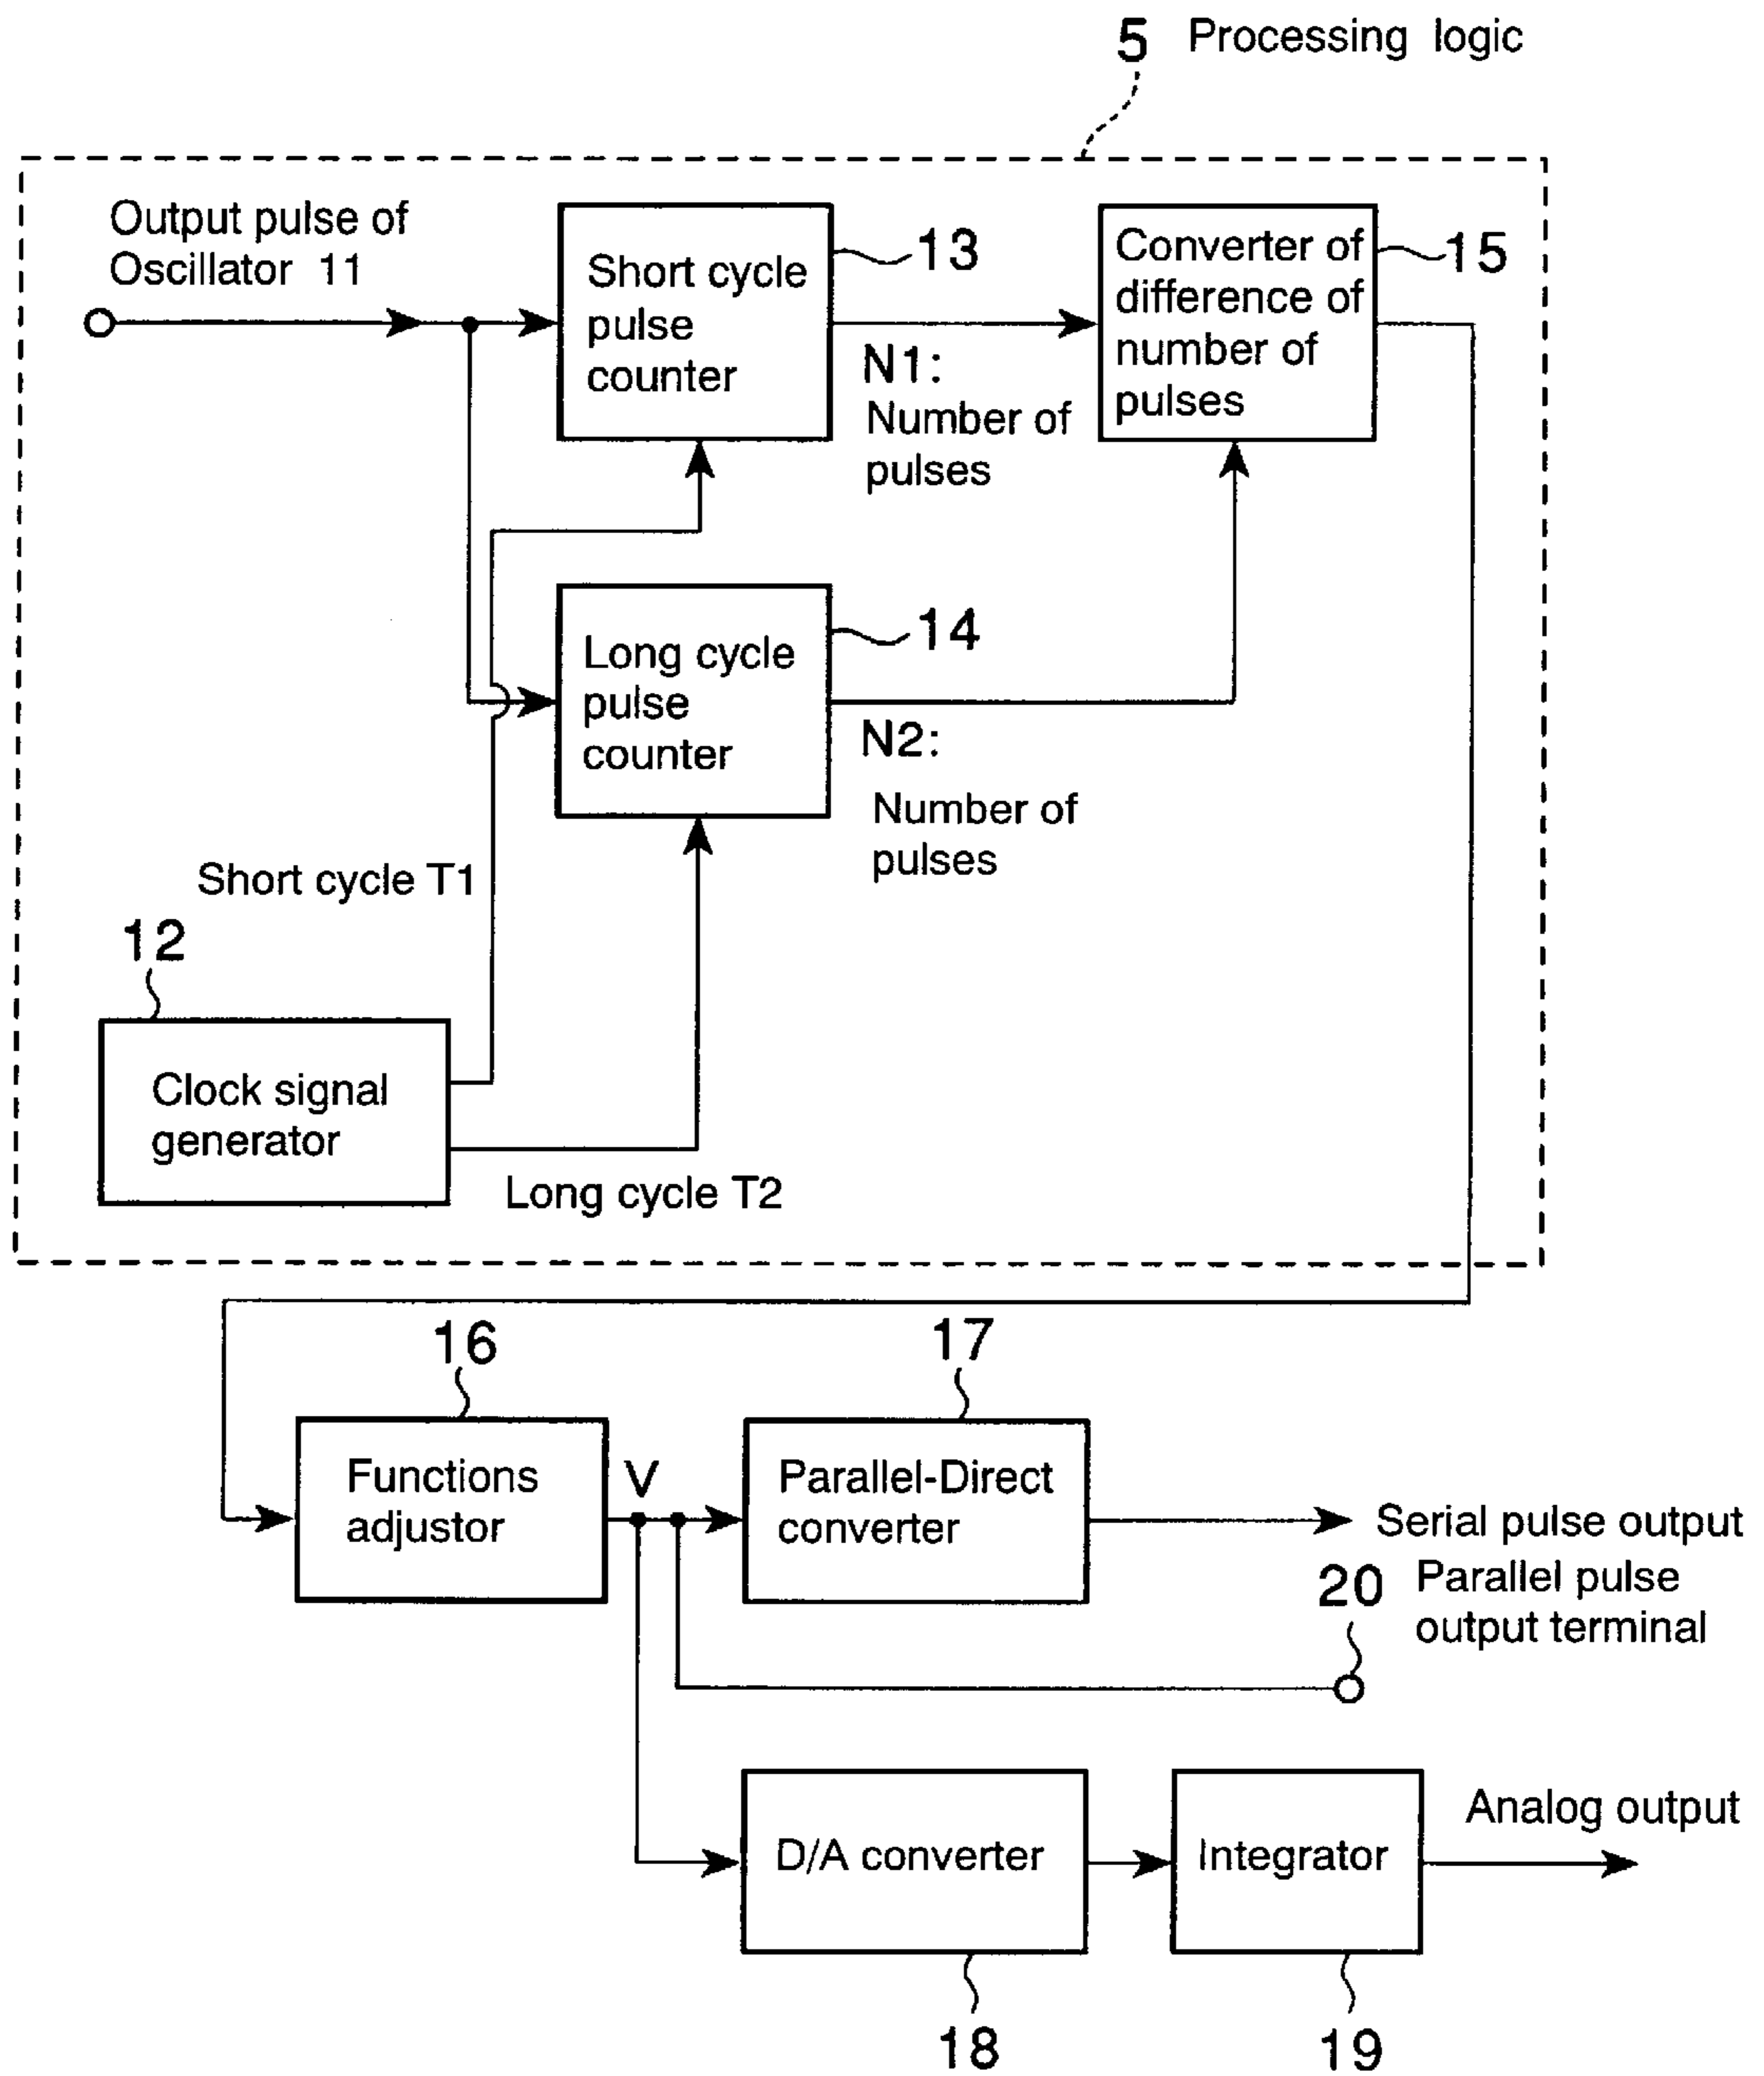 5 Processing logic
Output pulse of
Oscillator 11
Short cycle
pulse
counter
13
N1:
Number of
pulses
Converter of
difference of
number of
pulses
15
Long cycle
pulse
counter
14
N2:
Number of
pulses
Short cycle T1
12
Clock signal
generator
Long cycle T2
16
Functions
adjustor
V
17
Parallel-Direct
converter
Serial pulse output
20 Parallel pulse
output terminal
D/A converter
18
Integrator
19
Analog output